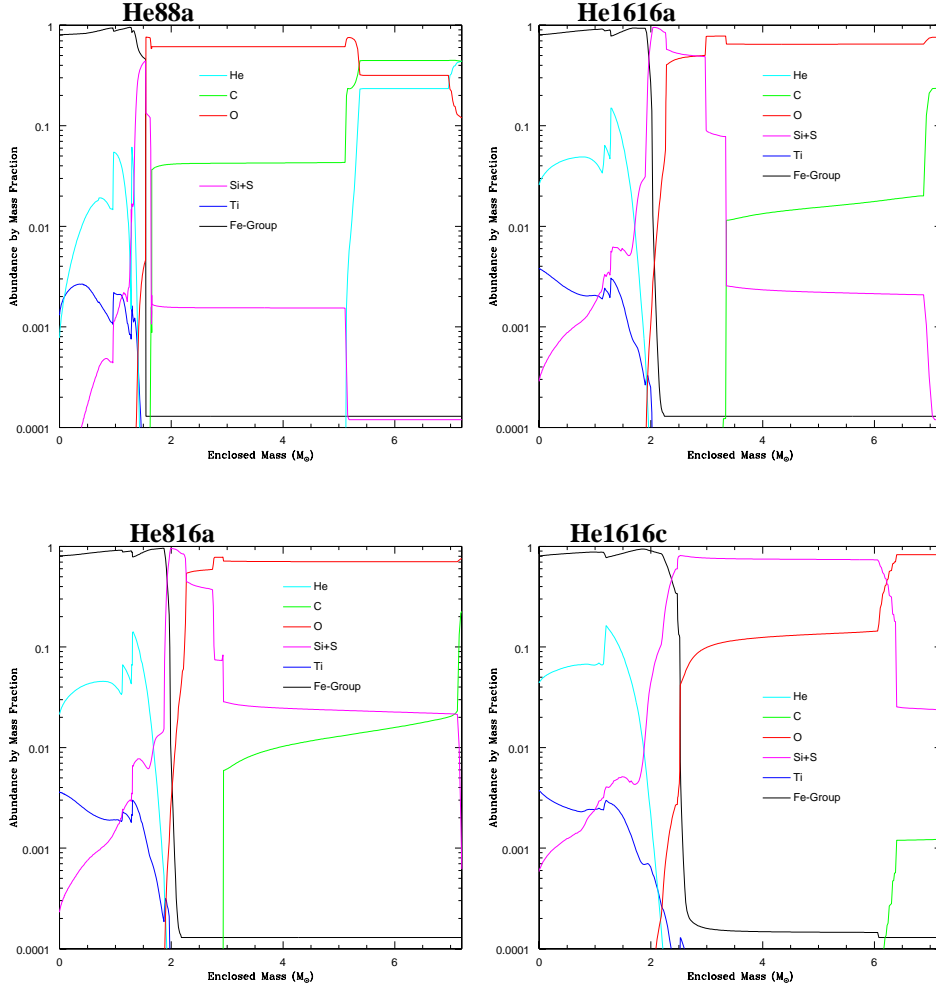 He88a
1
0.1
0.01
0.001
0.0001
Abundance by Mass Fraction
He
C
O
Si+S
Ti
Fe-Group
0 2 4 6
Enclosed Mass (M☉)
He1616a
1
0.1
0.01
0.001
0.0001
Abundance by Mass Fraction
He
C
O
Si+S
Ti
Fe-Group
0 2 4 6
Enclosed Mass (M☉)
He816a
1
0.1
0.01
0.001
0.0001
Abundance by Mass Fraction
He
C
O
Si+S
Ti
Fe-Group
0 2 4 6
Enclosed Mass (M☉)
He1616c
1
0.1
0.01
0.001
0.0001
Abundance by Mass Fraction
He
C
O
Si+S
Ti
Fe-Group
0 2 4 6
Enclosed Mass (M☉)